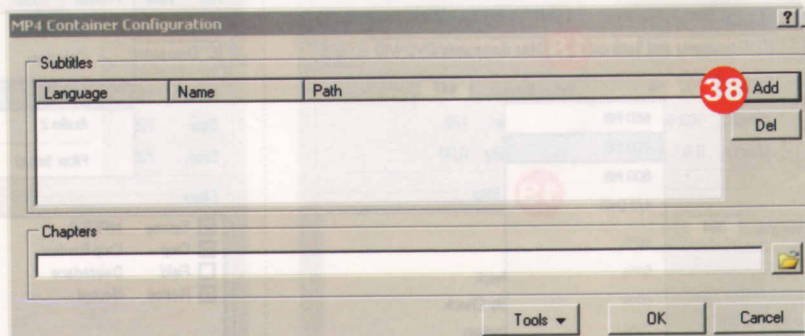 MP4 Container Configuration ?
Subtitles
Language Name Path 38 Add
Del
Chapters
Tools OK Cancel